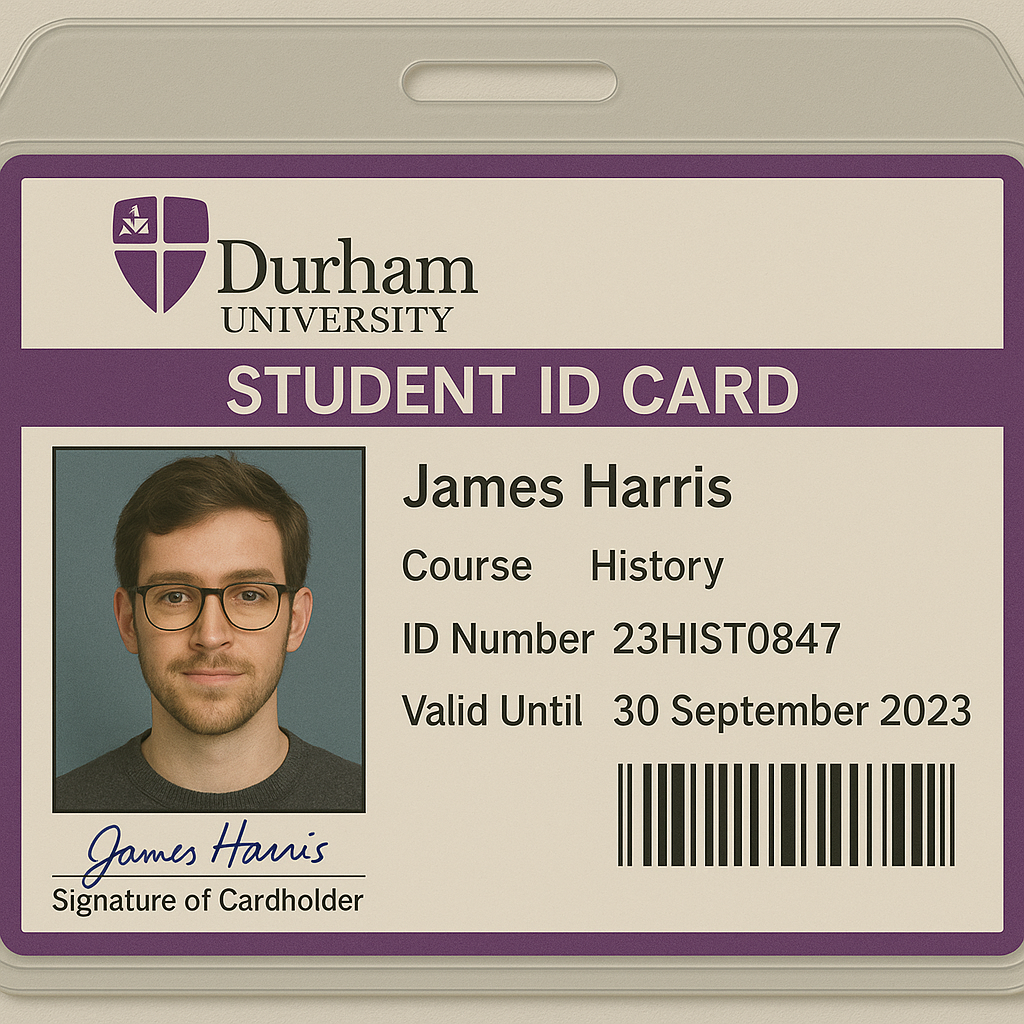 Durham
UNIVERSITY
STUDENT ID CARD
James Harris
Course History
ID Number 23HIST0847
Valid Until 30 September 2023
James Harris
Signature of Cardholder